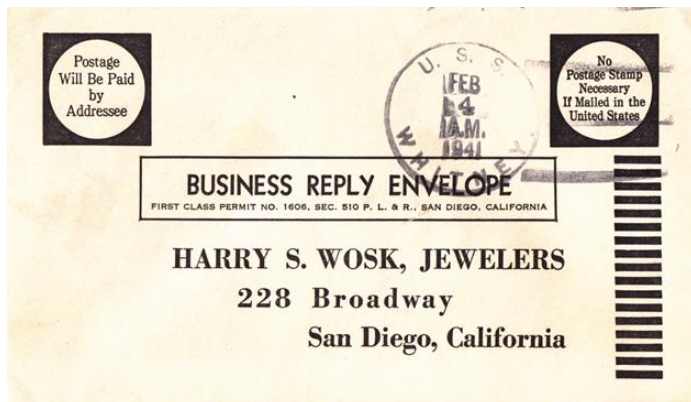 Postage
Will Be Paid
by
Addressee
U. S. S.
FEB
4
A.M.
1941
WHITNEY
No
Postage Stamp
Necessary
If Mailed in the
United States
BUSINESS REPLY ENVELOPE
FIRST CLASS PERMIT NO. 1606, SEC. 510 P. L. & R., SAN DIEGO, CALIFORNIA
HARRY S. WOSK, JEWELERS
228 Broadway
San Diego, California